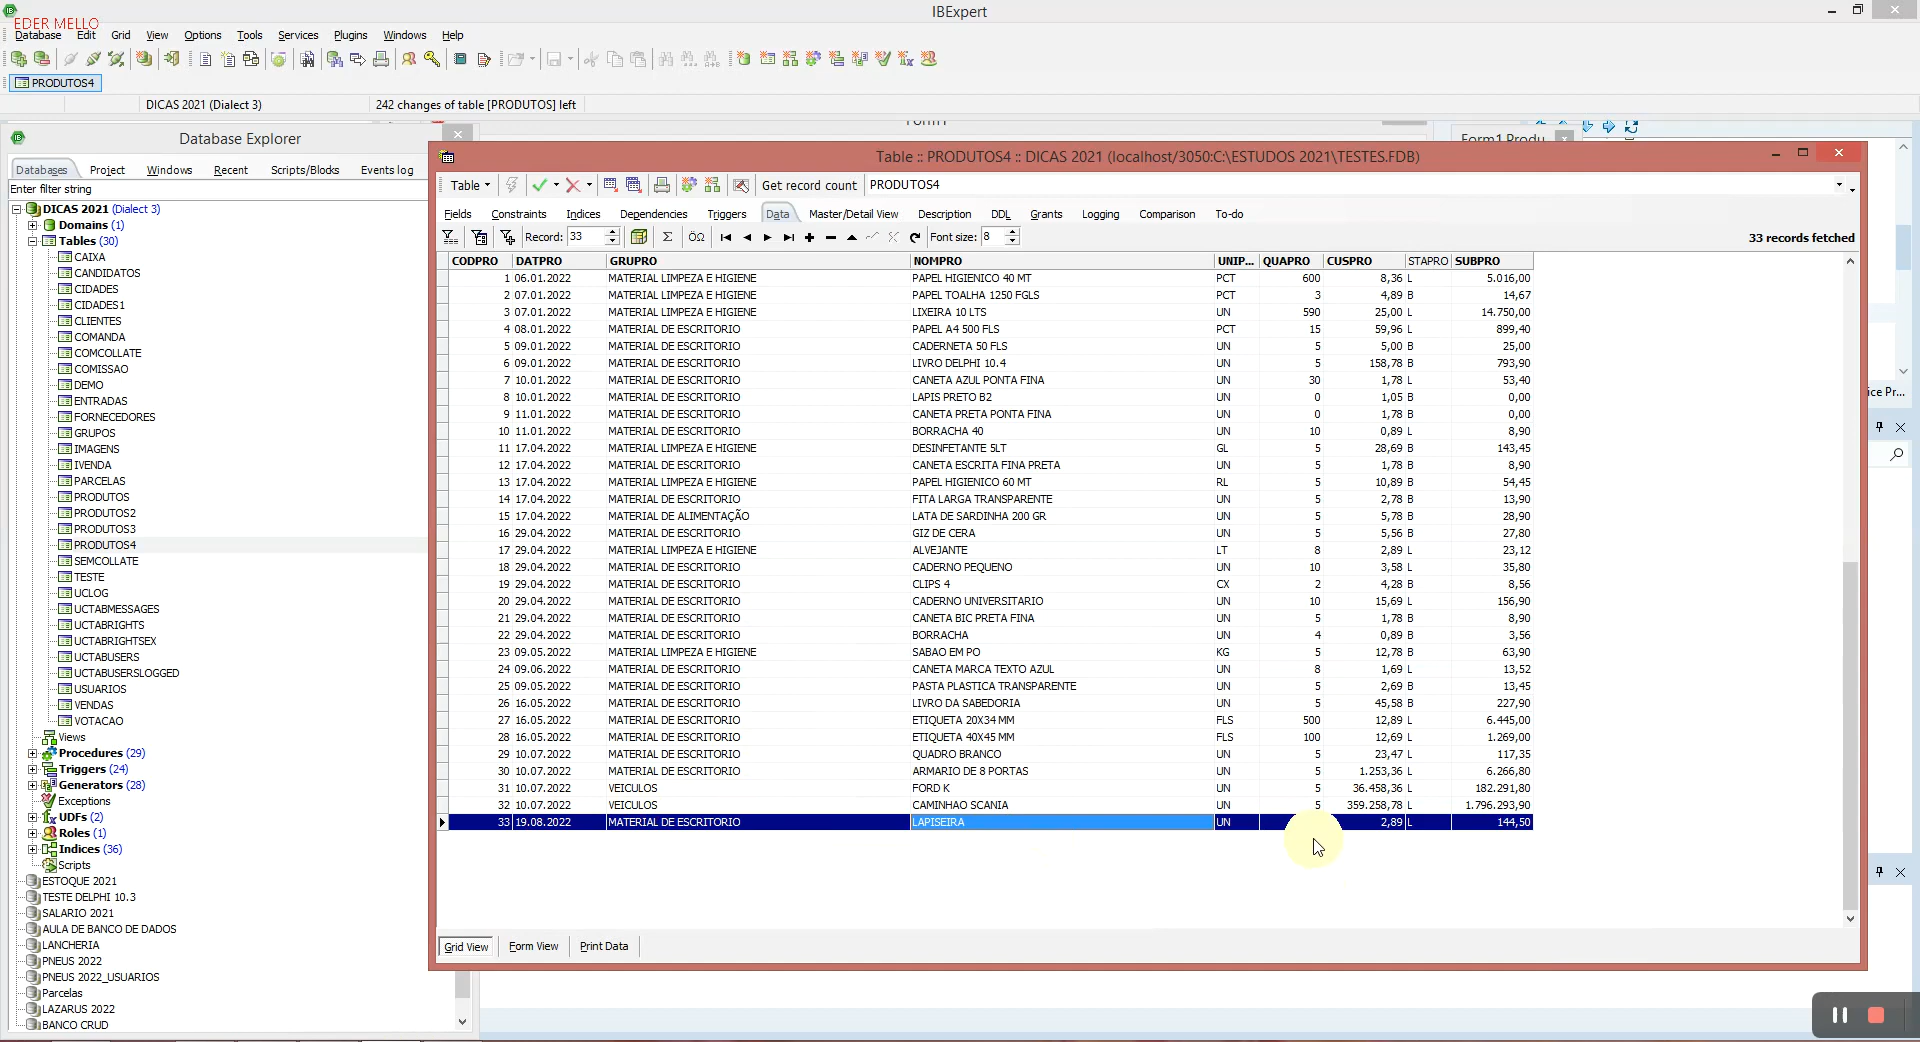 IBExpert
EDER MELLO
Database Edit Grid View Options Tools Services Plugins Windows Help
PRODUTOS4
DICAS 2021 (Dialect 3) 242 changes of table [PRODUTOS] left
Database Explorer
Databases Project Windows Recent Scripts/Blocks Events log
Enter filter string
DICAS 2021 (Dialect 3)
Domains (1)
Tables (30)
CAIXA
CANDIDATOS
CIDADES
CIDADES1
CLIENTES
COMANDA
COMCOLLATE
COMISSAO
DEMO
ENTRADAS
FORNECEDORES
GRUPOS
IMAGENS
IVENDA
PARCELAS
PRODUTOS
PRODUTOS2
PRODUTOS3
PRODUTOS4
SEMCOLLATE
TESTE
UCLOG
UCTABMESSAGES
UCTABRIGHTS
UCTABRIGHTSEX
UCTABUSERS
UCTABUSERSLOGGED
USUARIOS
VENDAS
VOTACAO
Views
Procedures (29)
Triggers (24)
Generators (28)
Exceptions
UDFs (2)
Roles (1)
Indices (36)
Scripts
ESTOQUE 2021
TESTE DELPHI 10.3
SALARIO 2021
AULA DE BANCO DE DADOS
LANCHERIA
PNEUS 2022
PNEUS 2022_USUARIOS
Parcelas
LAZARUS 2022
BANCO CRUD
Form1
Form1.Produ
ice Pr...
Table :: PRODUTOS4 :: DICAS 2021 (localhost/3050:C:\ESTUDOS 2021\TESTES.FDB)
Table Get record count PRODUTOS4
Fields Constraints Indices Dependencies Triggers Data Master/Detail View Description DDL Grants Logging Comparison To-do
Record: 33 Σ ÖΩ Font size: 8 33 records fetched
CODPRO DATPRO GRUPRO NOMPRO UNIP... QUAPRO CUSPRO STAPRO SUBPRO
1 06.01.2022 MATERIAL LIMPEZA E HIGIENE PAPEL HIGIENICO 40 MT PCT 600 8,36 L 5.016,00
2 07.01.2022 MATERIAL LIMPEZA E HIGIENE PAPEL TOALHA 1250 FGLS PCT 3 4,89 B 14,67
3 07.01.2022 MATERIAL LIMPEZA E HIGIENE LIXEIRA 10 LTS UN 590 25,00 L 14.750,00
4 08.01.2022 MATERIAL DE ESCRITORIO PAPEL A4 500 FLS PCT 15 59,96 L 899,40
5 09.01.2022 MATERIAL DE ESCRITORIO CADERNETA 50 FLS UN 5 5,00 B 25,00
6 09.01.2022 MATERIAL DE ESCRITORIO LIVRO DELPHI 10.4 UN 5 158,78 B 793,90
7 10.01.2022 MATERIAL DE ESCRITORIO CANETA AZUL PONTA FINA UN 30 1,78 L 53,40
8 10.01.2022 MATERIAL DE ESCRITORIO LAPIS PRETO B2 UN 0 1,05 B 0,00
9 11.01.2022 MATERIAL DE ESCRITORIO CANETA PRETA PONTA FINA UN 0 1,78 B 0,00
10 11.01.2022 MATERIAL DE ESCRITORIO BORRACHA 40 UN 10 0,89 L 8,90
11 17.04.2022 MATERIAL LIMPEZA E HIGIENE DESINFETANTE 5LT GL 5 28,69 B 143,45
12 17.04.2022 MATERIAL DE ESCRITORIO CANETA ESCRITA FINA PRETA UN 5 1,78 B 8,90
13 17.04.2022 MATERIAL LIMPEZA E HIGIENE PAPEL HIGIENICO 60 MT RL 5 10,89 B 54,45
14 17.04.2022 MATERIAL DE ESCRITORIO FITA LARGA TRANSPARENTE UN 5 2,78 B 13,90
15 17.04.2022 MATERIAL DE ALIMENTAÇÃO LATA DE SARDINHA 200 GR UN 5 5,78 B 28,90
16 29.04.2022 MATERIAL DE ESCRITORIO GIZ DE CERA UN 5 5,56 B 27,80
17 29.04.2022 MATERIAL LIMPEZA E HIGIENE ALVEJANTE LT 8 2,89 L 23,12
18 29.04.2022 MATERIAL DE ESCRITORIO CADERNO PEQUENO UN 10 3,58 L 35,80
19 29.04.2022 MATERIAL DE ESCRITORIO CLIPS 4 CX 2 4,28 B 8,56
20 29.04.2022 MATERIAL DE ESCRITORIO CADERNO UNIVERSITARIO UN 10 15,69 L 156,90
21 29.04.2022 MATERIAL DE ESCRITORIO CANETA BIC PRETA FINA UN 5 1,78 B 8,90
22 29.04.2022 MATERIAL DE ESCRITORIO BORRACHA UN 4 0,89 B 3,56
23 09.05.2022 MATERIAL LIMPEZA E HIGIENE SABAO EM PO KG 5 12,78 B 63,90
24 09.06.2022 MATERIAL DE ESCRITORIO CANETA MARCA TEXTO AZUL UN 8 1,69 L 13,52
25 09.05.2022 MATERIAL DE ESCRITORIO PASTA PLASTICA TRANSPARENTE UN 5 2,69 B 13,45
26 16.05.2022 MATERIAL DE ESCRITORIO LIVRO DA SABEDORIA UN 5 45,58 B 227,90
27 16.05.2022 MATERIAL DE ESCRITORIO ETIQUETA 20X34 MM FLS 500 12,89 L 6.445,00
28 16.05.2022 MATERIAL DE ESCRITORIO ETIQUETA 40X45 MM FLS 100 12,69 L 1.269,00
29 10.07.2022 MATERIAL DE ESCRITORIO QUADRO BRANCO UN 5 23,47 L 117,35
30 10.07.2022 MATERIAL DE ESCRITORIO ARMARIO DE 8 PORTAS UN 5 1.253,36 L 6.266,80
31 10.07.2022 VEICULOS FORD K UN 5 36.458,36 L 182.291,80
32 10.07.2022 VEICULOS CAMINHAO SCANIA UN 5 359.258,78 L 1.796.293,90
33 19.08.2022 MATERIAL DE ESCRITORIO LAPISEIRA UN 2,89 L 144,50
Grid View Form View Print Data